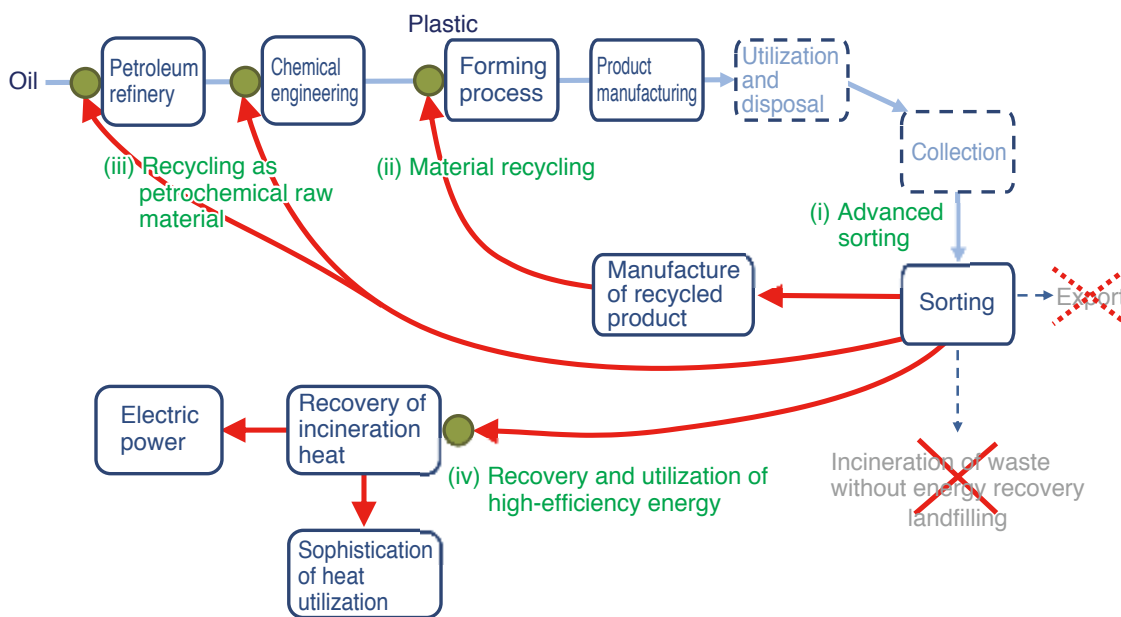 Plastic
Oil
Petroleum
refinery
Chemical
engineering
Forming
process
Product
manufacturing
Utilization
and
disposal
Collection
(iii) Recycling as
petrochemical raw
material
(ii) Material recycling
(i) Advanced
sorting
Manufacture
of recycled
product
Sorting
Export
Electric
power
Recovery of
incineration
heat
(iv) Recovery and utilization of
high-efficiency energy
Incineration of waste
without energy recovery
landfilling
Sophistication
of heat
utilization